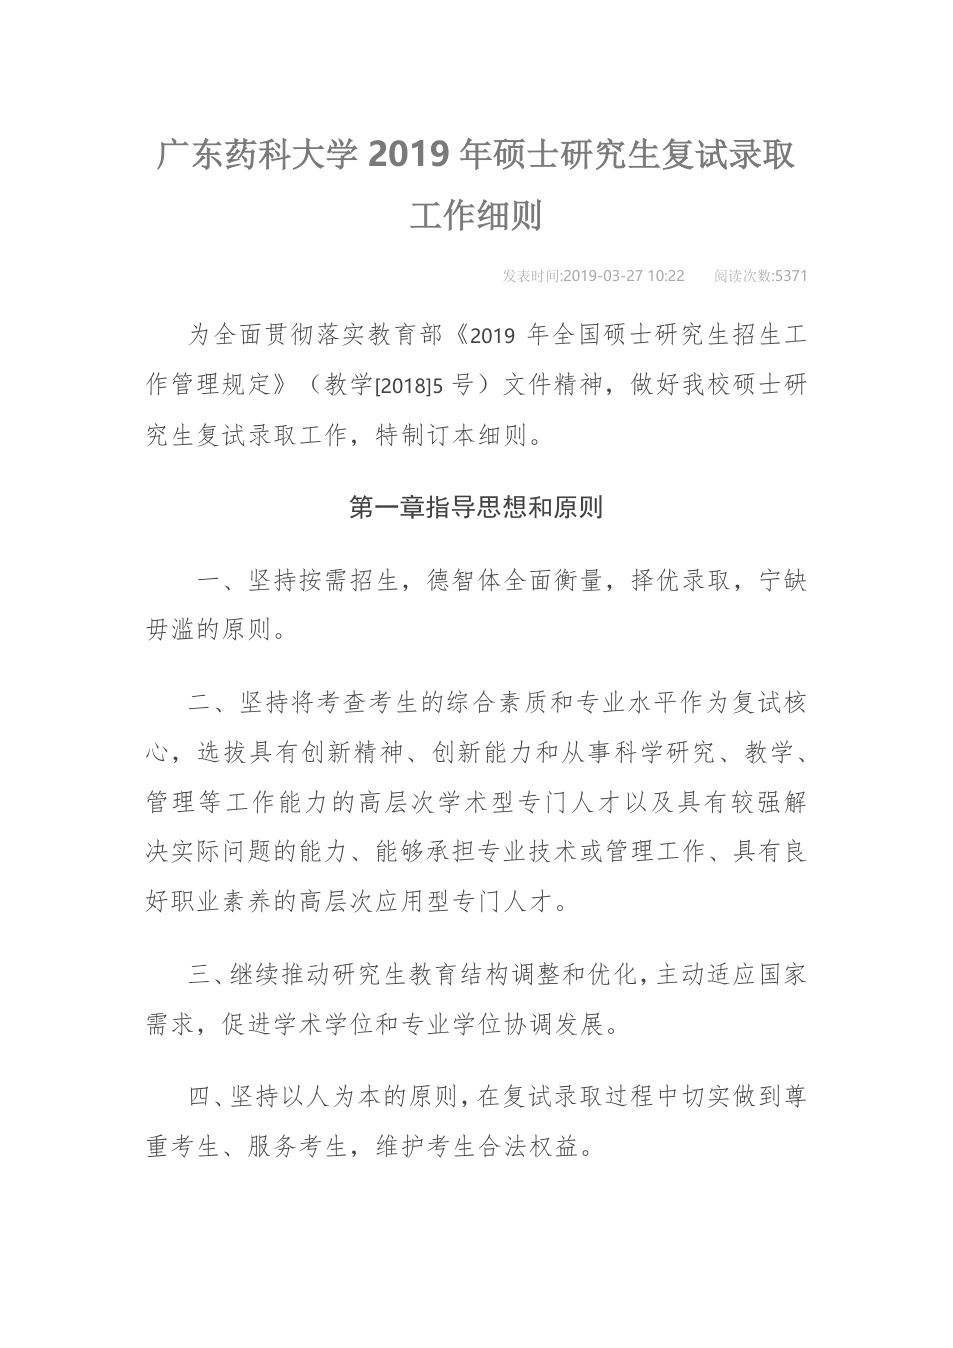 广东药科大学 2019 年硕士研究生复试录取
工作细则
发表时间:2019-03-27 10:22 阅读次数:5371
为全面贯彻落实教育部《2019 年全国硕士研究生招生工
作管理规定》（教学[2018]5 号）文件精神，做好我校硕士研
究生复试录取工作，特制订本细则。
第一章指导思想和原则
一、坚持按需招生，德智体全面衡量，择优录取，宁缺
毋滥的原则。
二、坚持将考查考生的综合素质和专业水平作为复试核
心，选拔具有创新精神、创新能力和从事科学研究、教学、
管理等工作能力的高层次学术型专门人才以及具有较强解
决实际问题的能力、能够承担专业技术或管理工作、具有良
好职业素养的高层次应用型专门人才。
三、继续推动研究生教育结构调整和优化，主动适应国家
需求，促进学术学位和专业学位协调发展。
四、坚持以人为本的原则，在复试录取过程中切实做到尊
重考生、服务考生，维护考生合法权益。